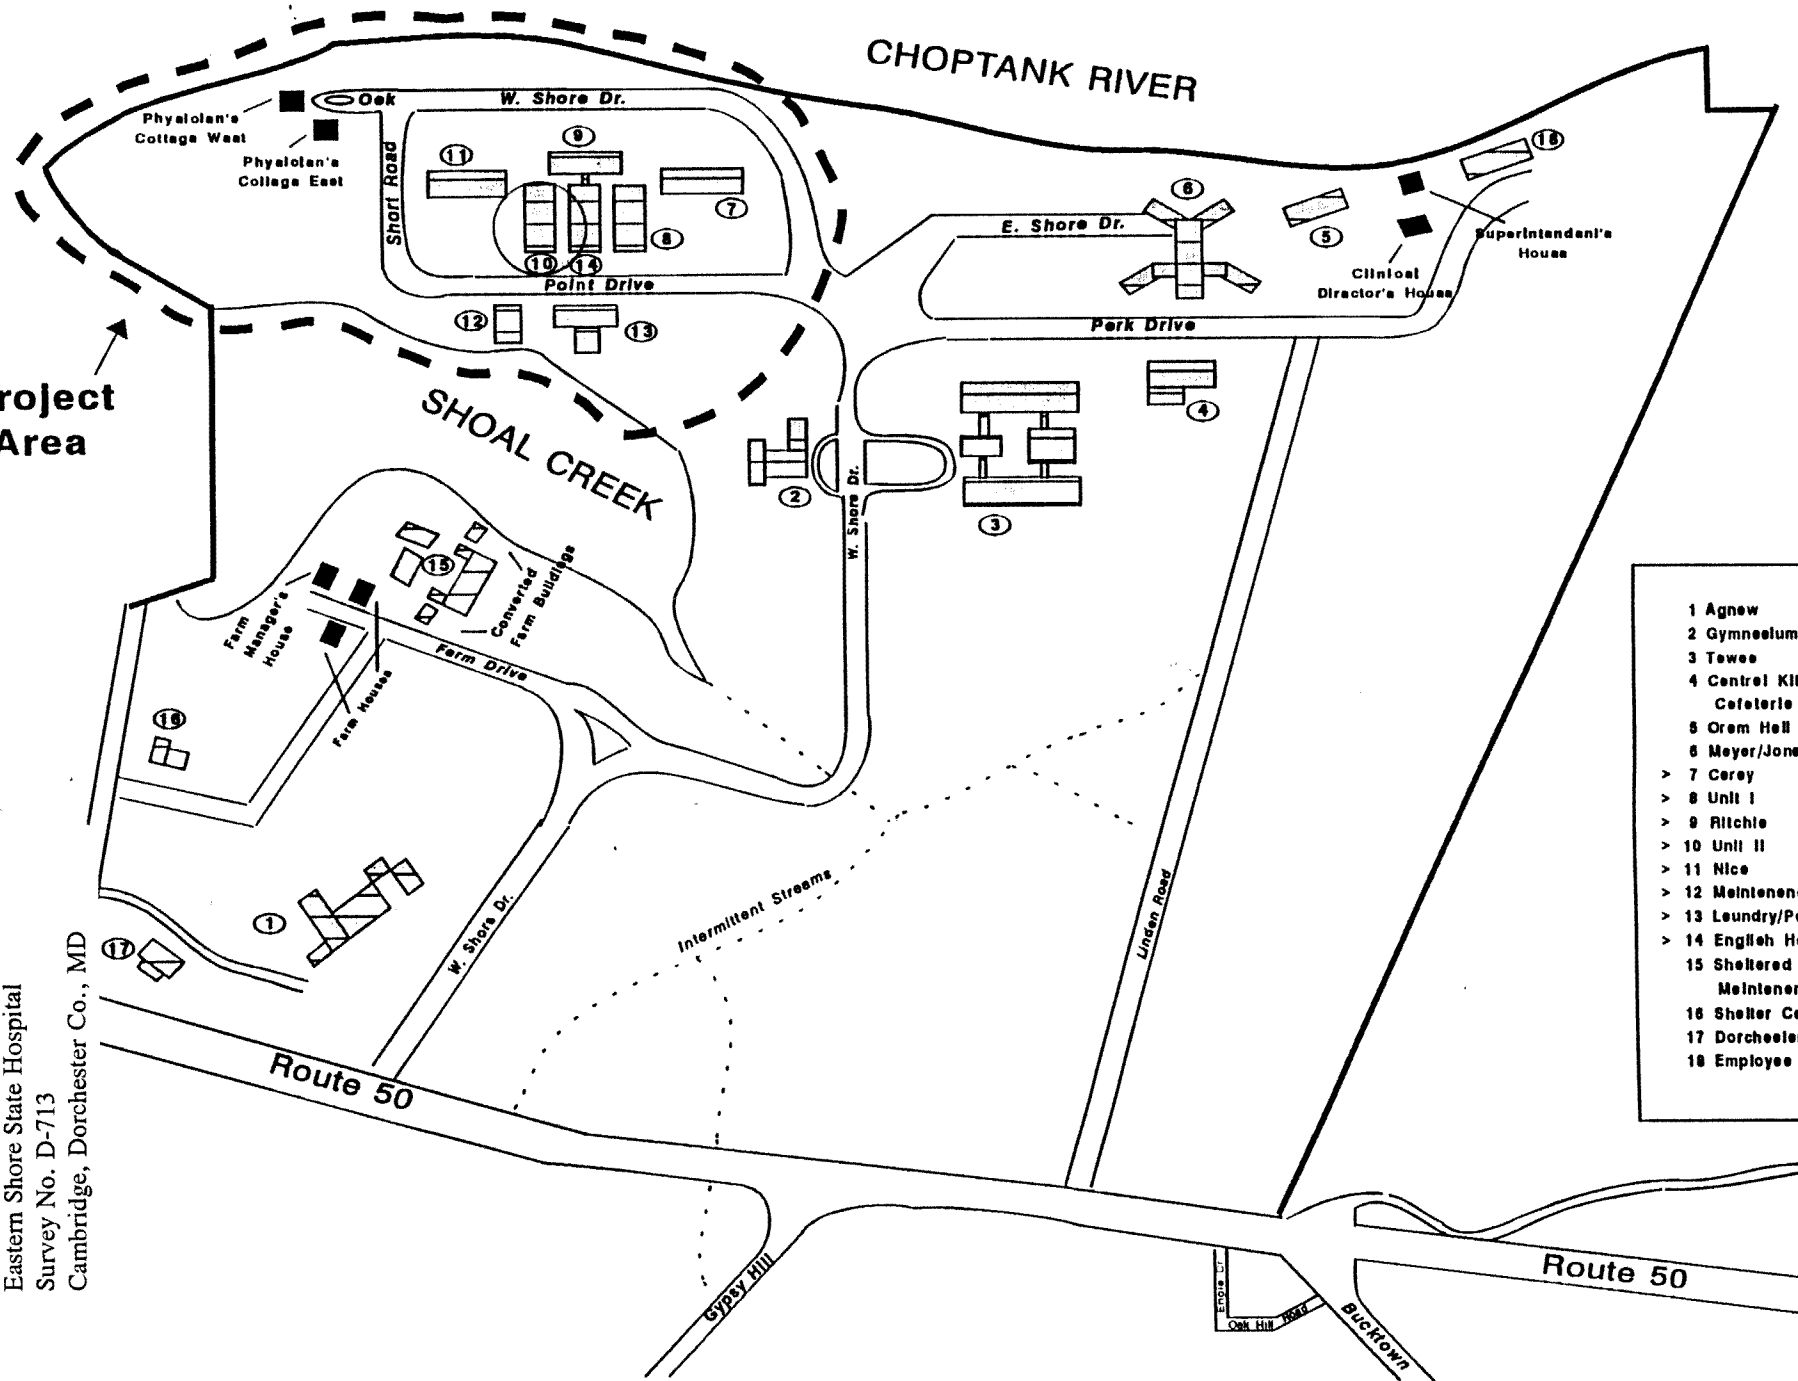 CHOPTANK RIVER
Oak
W. Shore Dr.
Physician's
Cottage West
Physician's
Collage East
Short Road
11
9
7
8
10
14
Point Drive
12
13
6
E. Shore Dr.
5
18
Superintendent's
House
Clinical
Director's House
Perk Drive
roject
Area
SHOAL CREEK
4
2
3
W. Shore Dr.
15
Converted
Farm Buildings
Farm
Manager's
House
Farm Drive
Farm Houses
16
1
17
W. Shore Dr.
Intermittent Streams
Linden Road
Route 50
Gypsy Hill
Oak Hill Road
Bucktown
Route 50
1 Agnew
2 Gymnasium
3 Tawes
4 Central Ki
Cafeteria
5 Orem Hall
6 Meyer/Jone
> 7 Carey
> 8 Unit I
> 9 Ritchie
> 10 Unit II
> 11 Nice
> 12 Maintenan
> 13 Laundry/P
> 14 English H
15 Sheltered
Maintenan
16 Shelter Ca
17 Dorcheste
18 Employee
Eastern Shore State Hospital
Survey No. D-713
Cambridge, Dorchester Co., MD